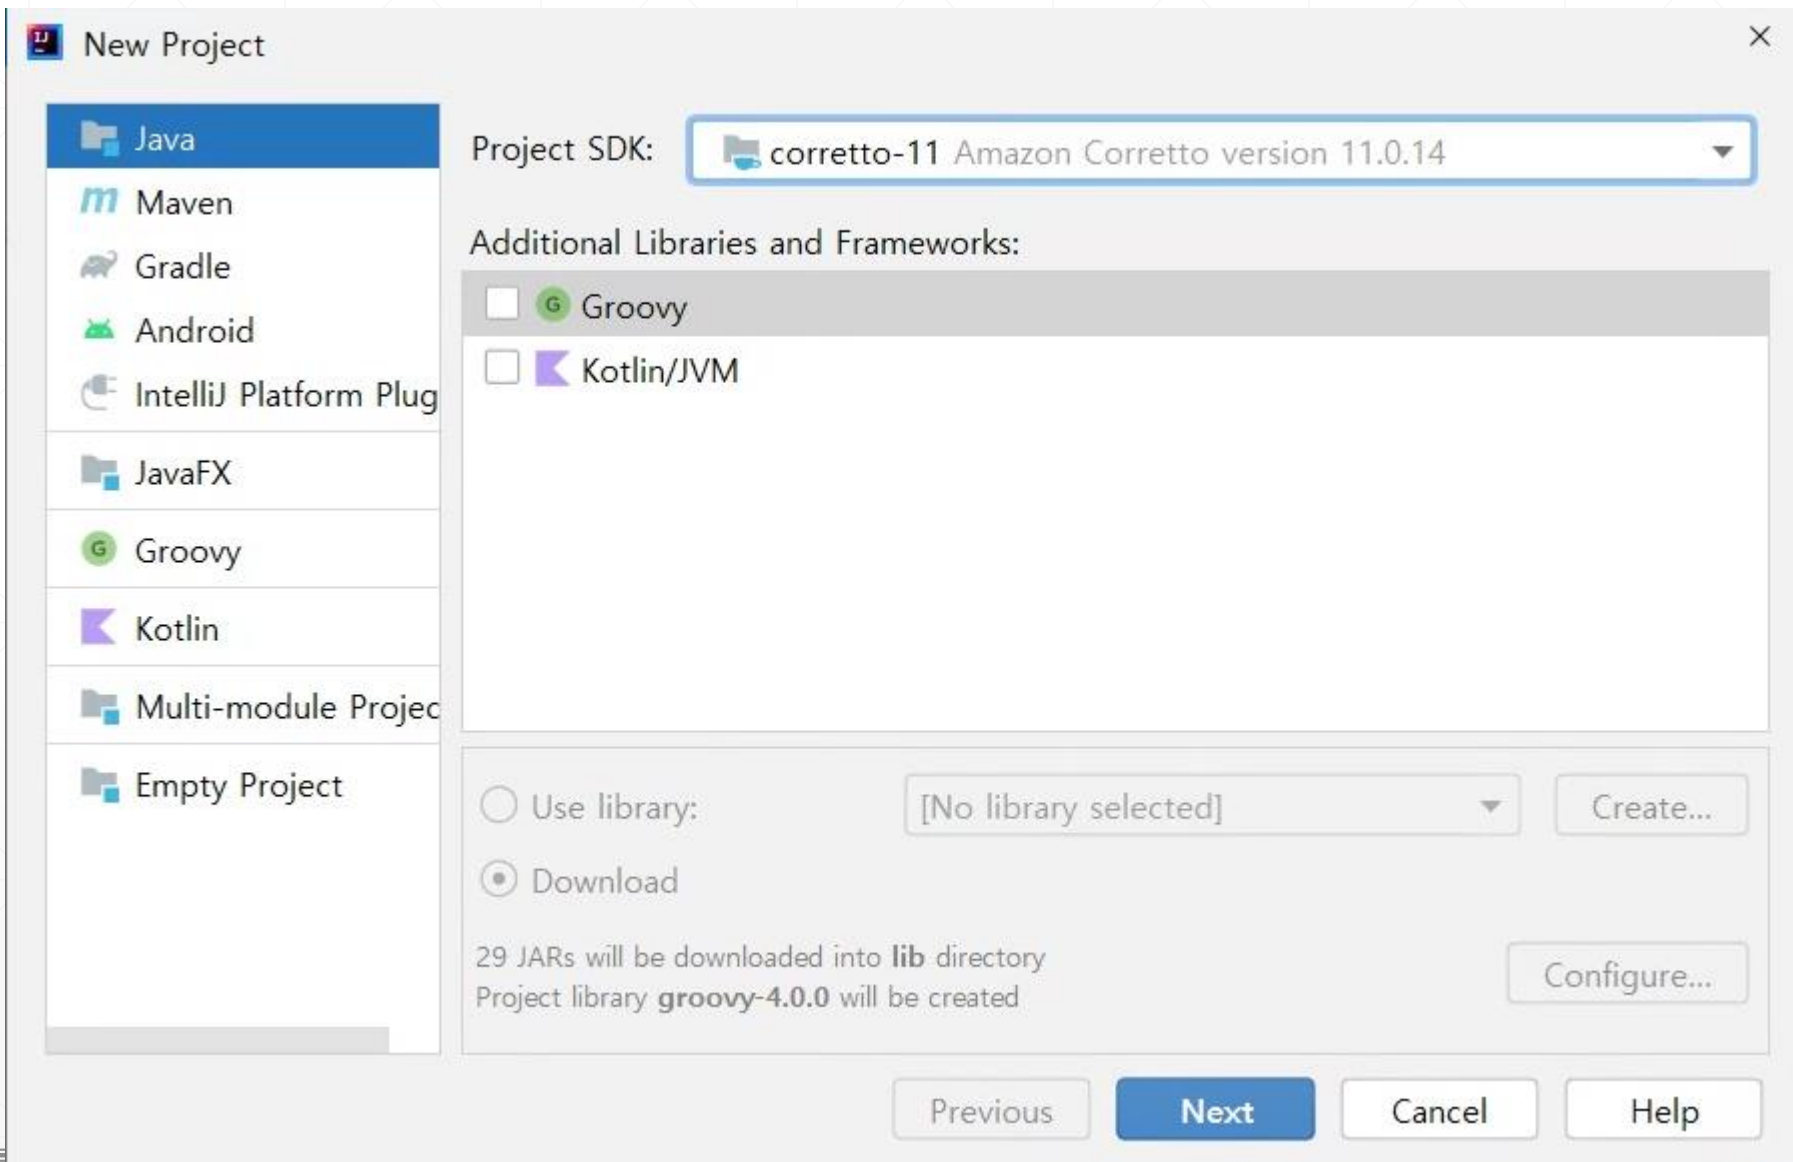 New Project
Java
Maven
Gradle
Android
IntelliJ Platform Plug
JavaFX
Groovy
Kotlin
Multi-module Projec
Empty Project
Project SDK: corretto-11 Amazon Corretto version 11.0.14
Additional Libraries and Frameworks:
Groovy
Kotlin/JVM
Use library: [No library selected] Create...
Download
29 JARs will be downloaded into lib directory
Project library groovy-4.0.0 will be created
Configure...
Previous Next Cancel Help